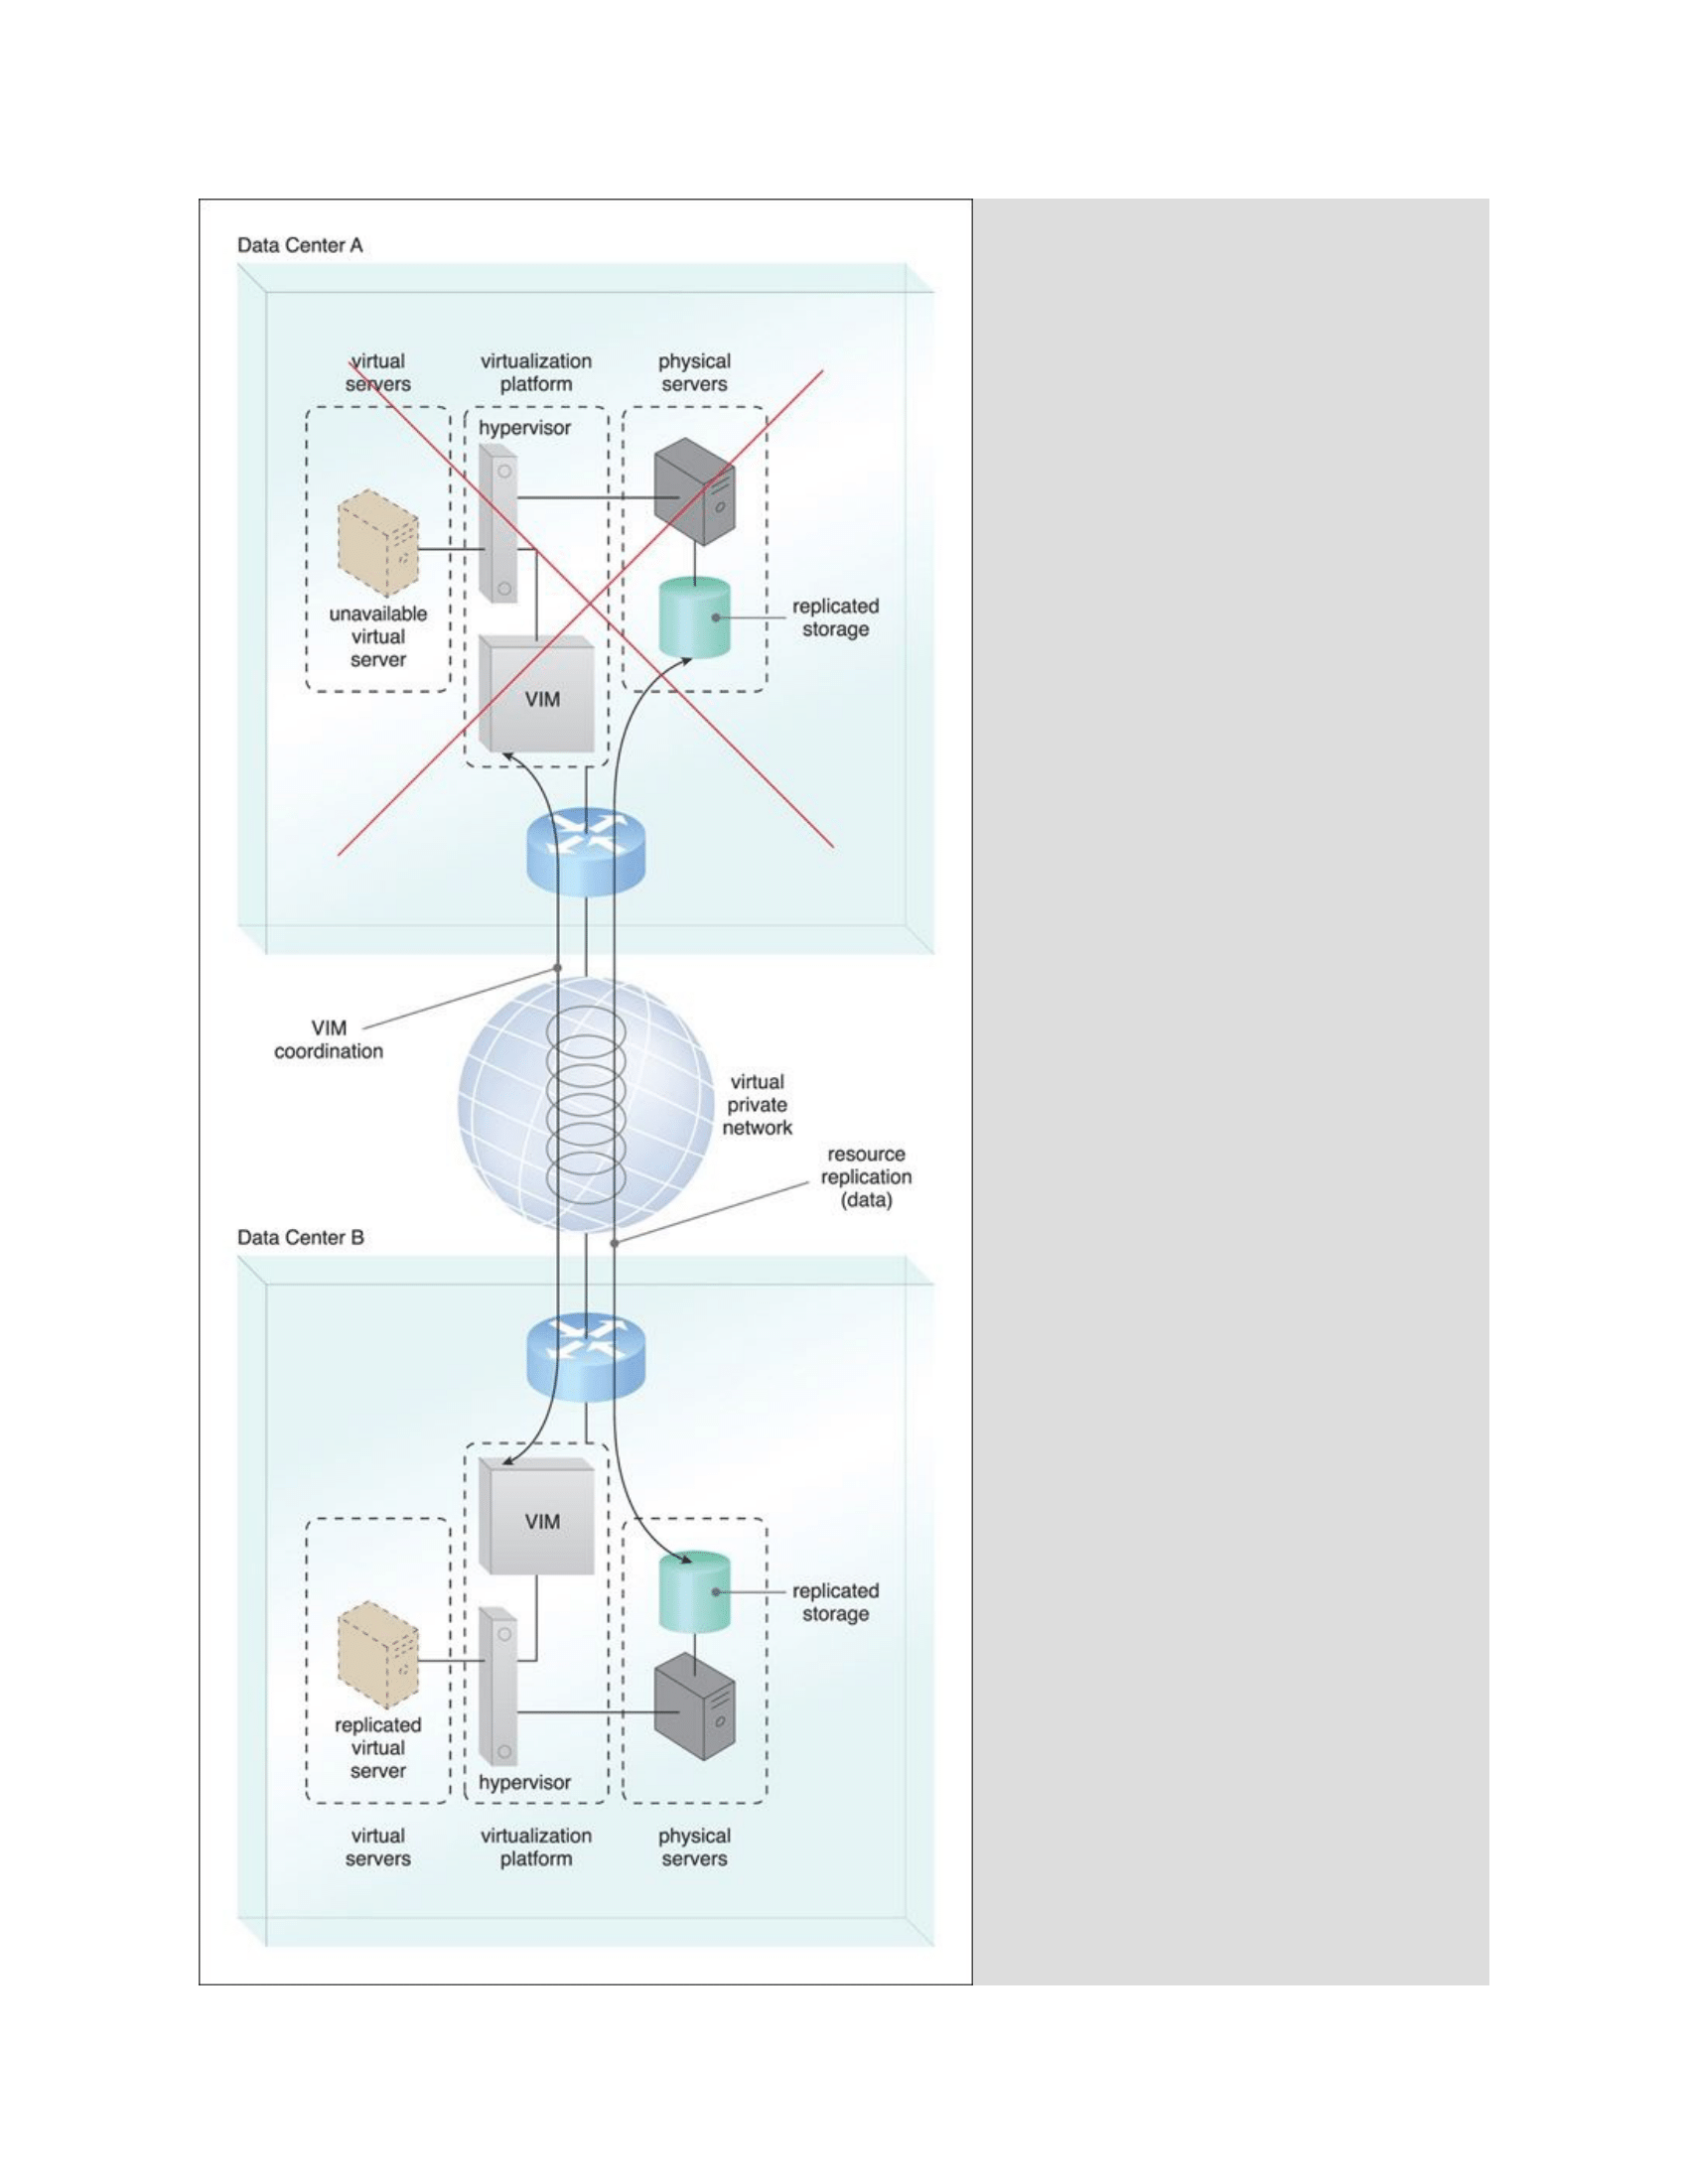 Data Center A
virtual
servers
virtualization
platform
physical
servers
hypervisor
unavailable
virtual
server
replicated
storage
VIM
VIM
coordination
virtual
private
network
resource
replication
(data)
Data Center B
VIM
replicated
storage
replicated
virtual
server
hypervisor
virtual
servers
virtualization
platform
physical
servers